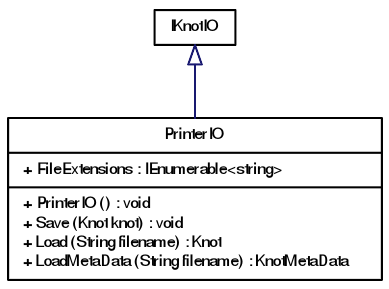 IKnotIO
PrinterIO
+ FileExtensions : IEnumerable<string>
+ PrinterIO () : void
+ Save (Knot knot) : void
+ Load (String filename) : Knot
+ LoadMetaData (String filename) : KnotMetaData